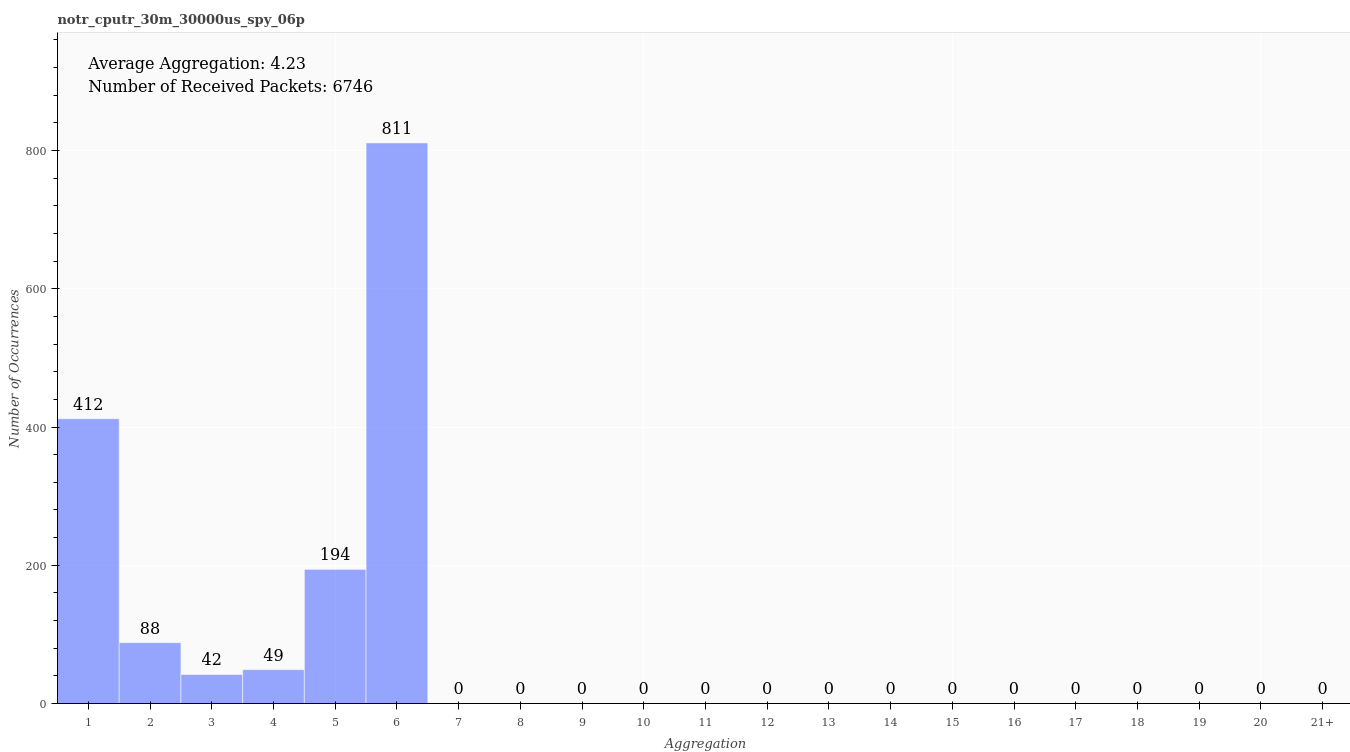 notr_cputr_30m_30000us_spy_06p
Average Aggregation: 4.23
Number of Received Packets: 6746
811
800
600
Number of Occurrences
412
400
194
200
88
42
49
0 0 0 0 0 0 0 0 0 0 0 0 0 0 0
0
1 2 3 4 5 6 7 8 9 10 11 12 13 14 15 16 17 18 19 20 21+
Aggregation